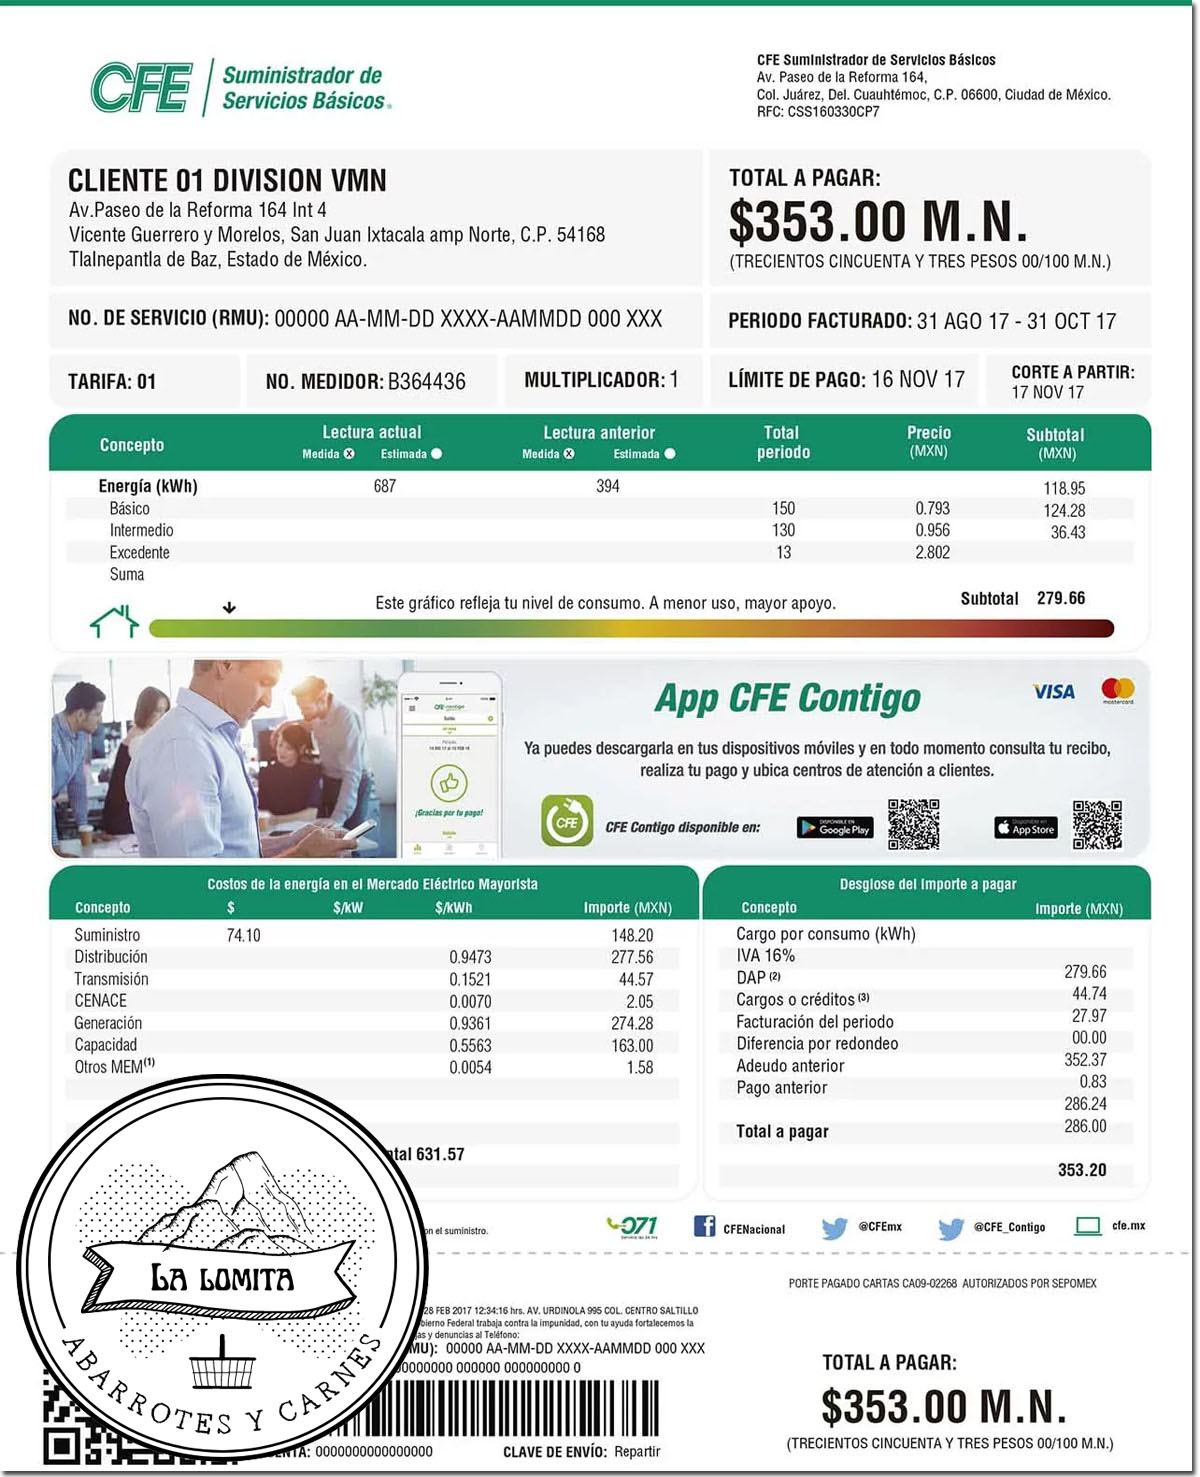 CFE Suministrador de
Servicios Básicos
CFE Suministrador de Servicios Básicos
Av. Paseo de la Reforma 164,
Col. Juárez, Del. Cuauhtémoc, C.P. 06600, Ciudad de México.
RFC: CSS160330CP7
CLIENTE 01 DIVISION VMN
Av.Paseo de la Reforma 164 Int 4
Vicente Guerrero y Morelos, San Juan Ixtacala amp Norte, C.P. 54168
Tlalnepantla de Baz, Estado de México.
TOTAL A PAGAR:
$353.00 M.N.
(TRECIENTOS CINCUENTA Y TRES PESOS 00/100 M.N.)
NO. DE SERVICIO (RMU): 00000 AA-MM-DD XXXX-AAMMDD 000 XXX
PERIODO FACTURADO: 31 AGO 17 - 31 OCT 17
TARIFA: 01
NO. MEDIDOR: B364436
MULTIPLICADOR: 1
LÍMITE DE PAGO: 16 NOV 17
CORTE A PARTIR:
17 NOV 17
Concepto
Lectura actual
Medida X Estimada
Lectura anterior
Medida X Estimada
Total
periodo
Precio
(MXN)
Subtotal
(MXN)
Energía (kWh) 687 394 118.95
Básico 150 0.793 124.28
Intermedio 130 0.956 36.43
Excedente 13 2.802
Suma
Este gráfico refleja tu nivel de consumo. A menor uso, mayor apoyo.
Subtotal 279.66
App CFE Contigo
VISA
mastercard
Ya puedes descargarla en tus dispositivos móviles y en todo momento consulta tu recibo,
realiza tu pago y ubica centros de atención a clientes.
¡Gracias por tu pago!
CFE
CFE Contigo disponible en:
DISPONIBLE EN
Google Play
Disponible en
App Store
Costos de la energía en el Mercado Eléctrico Mayorista
Concepto $ $/kW $/kWh Importe (MXN)
Suministro 74.10 148.20
Distribución 0.9473 277.56
Transmisión 0.1521 44.57
CENACE 0.0070 2.05
Generación 0.9361 274.28
Capacidad 0.5563 163.00
Otros MEM(1) 0.0054 1.58
tal 631.57
Desglose del importe a pagar
Concepto Importe (MXN)
Cargo por consumo (kWh)
IVA 16%
DAP (2) 279.66
Cargos o créditos (3) 44.74
Facturación del periodo 27.97
Diferencia por redondeo 00.00
Adeudo anterior 352.37
Pago anterior 0.83
286.24
Total a pagar 286.00
353.20
on el suministro.
071
CFENacional
@CFEmx
@CFE_Contigo
cfe.mx
PORTE PAGADO CARTAS CA09-02268 AUTORIZADOS POR SEPOMEX
28 FEB 2017 12:34:16 hrs. AV. URDINOLA 995 COL. CENTRO SALTILLO
bierno Federal trabaja contra la impunidad, con tu ayuda fortalecemos la
as y denuncias al Teléfono:
MU): 00000 AA-MM-DD XXXX-AAMMDD 000 XXX
00000000 000000 000000000 0
NTA: 0000000000000000
CLAVE DE ENVÍO: Repartir
TOTAL A PAGAR:
$353.00 M.N.
(TRECIENTOS CINCUENTA Y TRES PESOS 00/100 M.N.)
LA LOMITA
ABARROTES Y CARNES